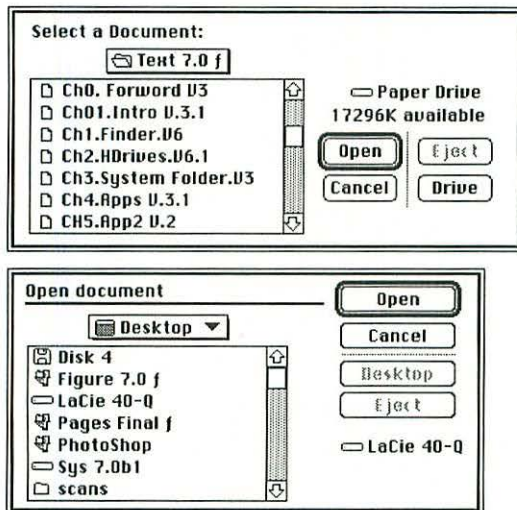 Select a Document:
Text 7.0 ƒ
Ch0. Forword V3
Ch01.Intro V.3.1
Ch1.Finder.V6
Ch2.HDrives.V6.1
Ch3.System Folder.V3
Ch4.Apps V.3.1
CH5.App2 V.2
Paper Drive
17296K available
Open
Eject
Cancel
Drive
Open document
Desktop
Disk 4
Figure 7.0 ƒ
LaCie 40-Q
Pages Final ƒ
PhotoShop
Sys 7.0b1
scans
Open
Cancel
Desktop
Eject
LaCie 40-Q